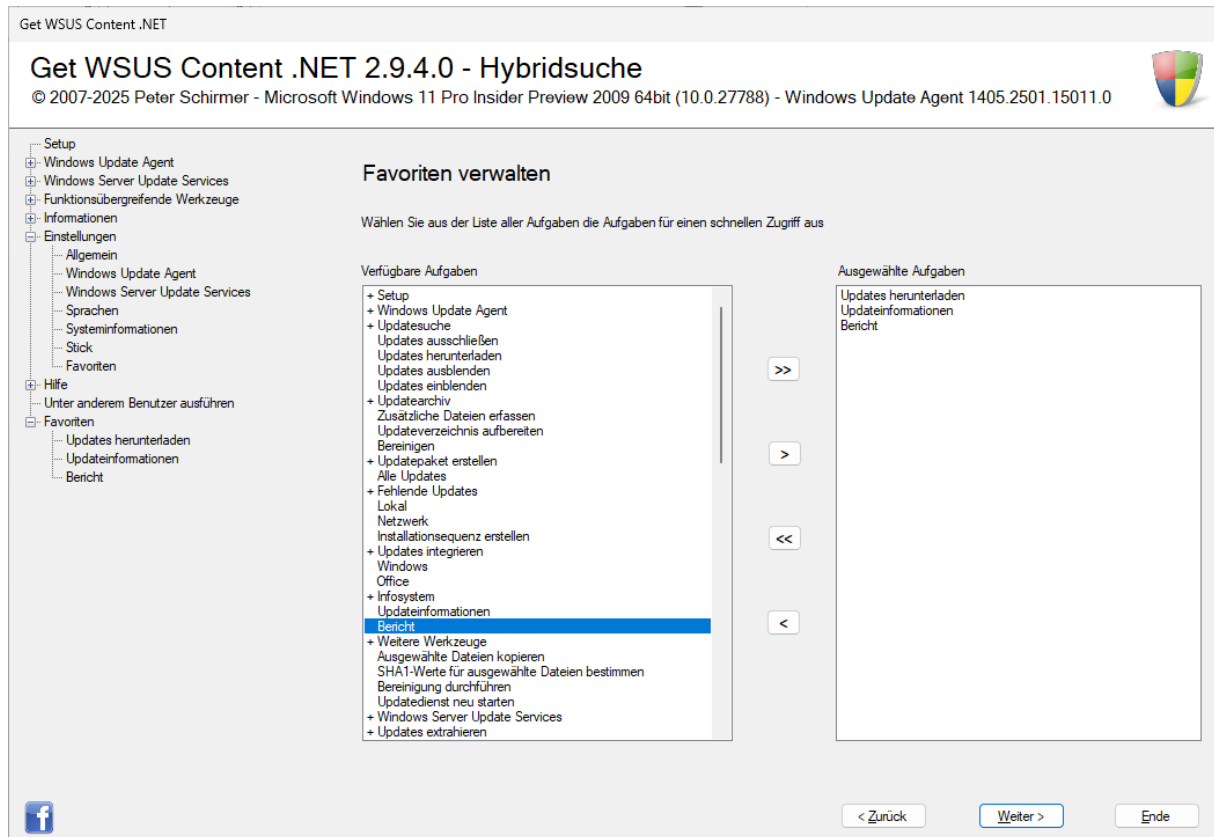 Get WSUS Content .NET
Get WSUS Content .NET 2.9.4.0 - Hybridsuche
© 2007-2025 Peter Schirmer - Microsoft Windows 11 Pro Insider Preview 2009 64bit (10.0.27788) - Windows Update Agent 1405.2501.15011.0
Setup
Windows Update Agent
Windows Server Update Services
Funktionsübergreifende Werkzeuge
Informationen
Einstellungen
Allgemein
Windows Update Agent
Windows Server Update Services
Sprachen
Systeminformationen
Stick
Favoriten
Hilfe
Unter anderem Benutzer ausführen
Favoriten
Updates herunterladen
Updateinformationen
Bericht
Favoriten verwalten
Wählen Sie aus der Liste aller Aufgaben die Aufgaben für einen schnellen Zugriff aus
Verfügbare Aufgaben
+ Setup
+ Windows Update Agent
+ Updatesuche
Updates ausschließen
Updates herunterladen
Updates ausblenden
Updates einblenden
+ Updatearchiv
Zusätzliche Dateien erfassen
Updateverzeichnis aufbereiten
Bereinigen
+ Updatepaket erstellen
Alle Updates
+ Fehlende Updates
Lokal
Netzwerk
Installationsequenz erstellen
+ Updates integrieren
Windows
Office
+ Infosystem
Updateinformationen
Bericht
+ Weitere Werkzeuge
Ausgewählte Dateien kopieren
SHA1-Werte für ausgewählte Dateien bestimmen
Bereinigung durchführen
Updatedienst neu starten
+ Windows Server Update Services
+ Updates extrahieren
>>
>
<<
<
Ausgewählte Aufgaben
Updates herunterladen
Updateinformationen
Bericht
f
< Zurück
Weiter >
Ende